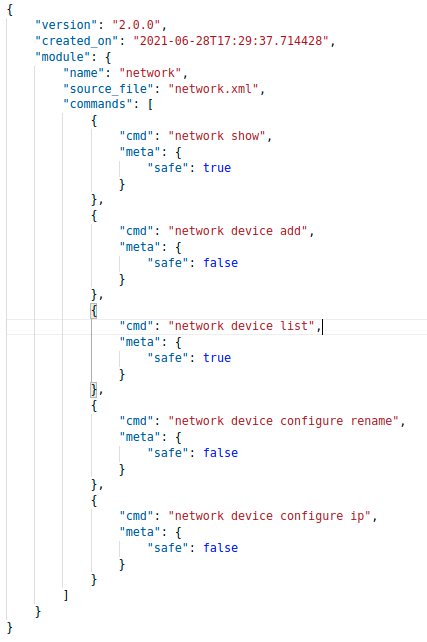 {
    "version": "2.0.0",
    "created_on": "2021-06-28T17:29:37.714428",
    "module": {
        "name": "network",
        "source_file": "network.xml",
        "commands": [
            {
                "cmd": "network show",
                "meta": {
                    "safe": true
                }
            },
            {
                "cmd": "network device add",
                "meta": {
                    "safe": false
                }
            },
            {
                "cmd": "network device list",
                "meta": {
                    "safe": true
                }
            },
            {
                "cmd": "network device configure rename",
                "meta": {
                    "safe": false
                }
            },
            {
                "cmd": "network device configure ip",
                "meta": {
                    "safe": false
                }
            }
        ]
    }
}